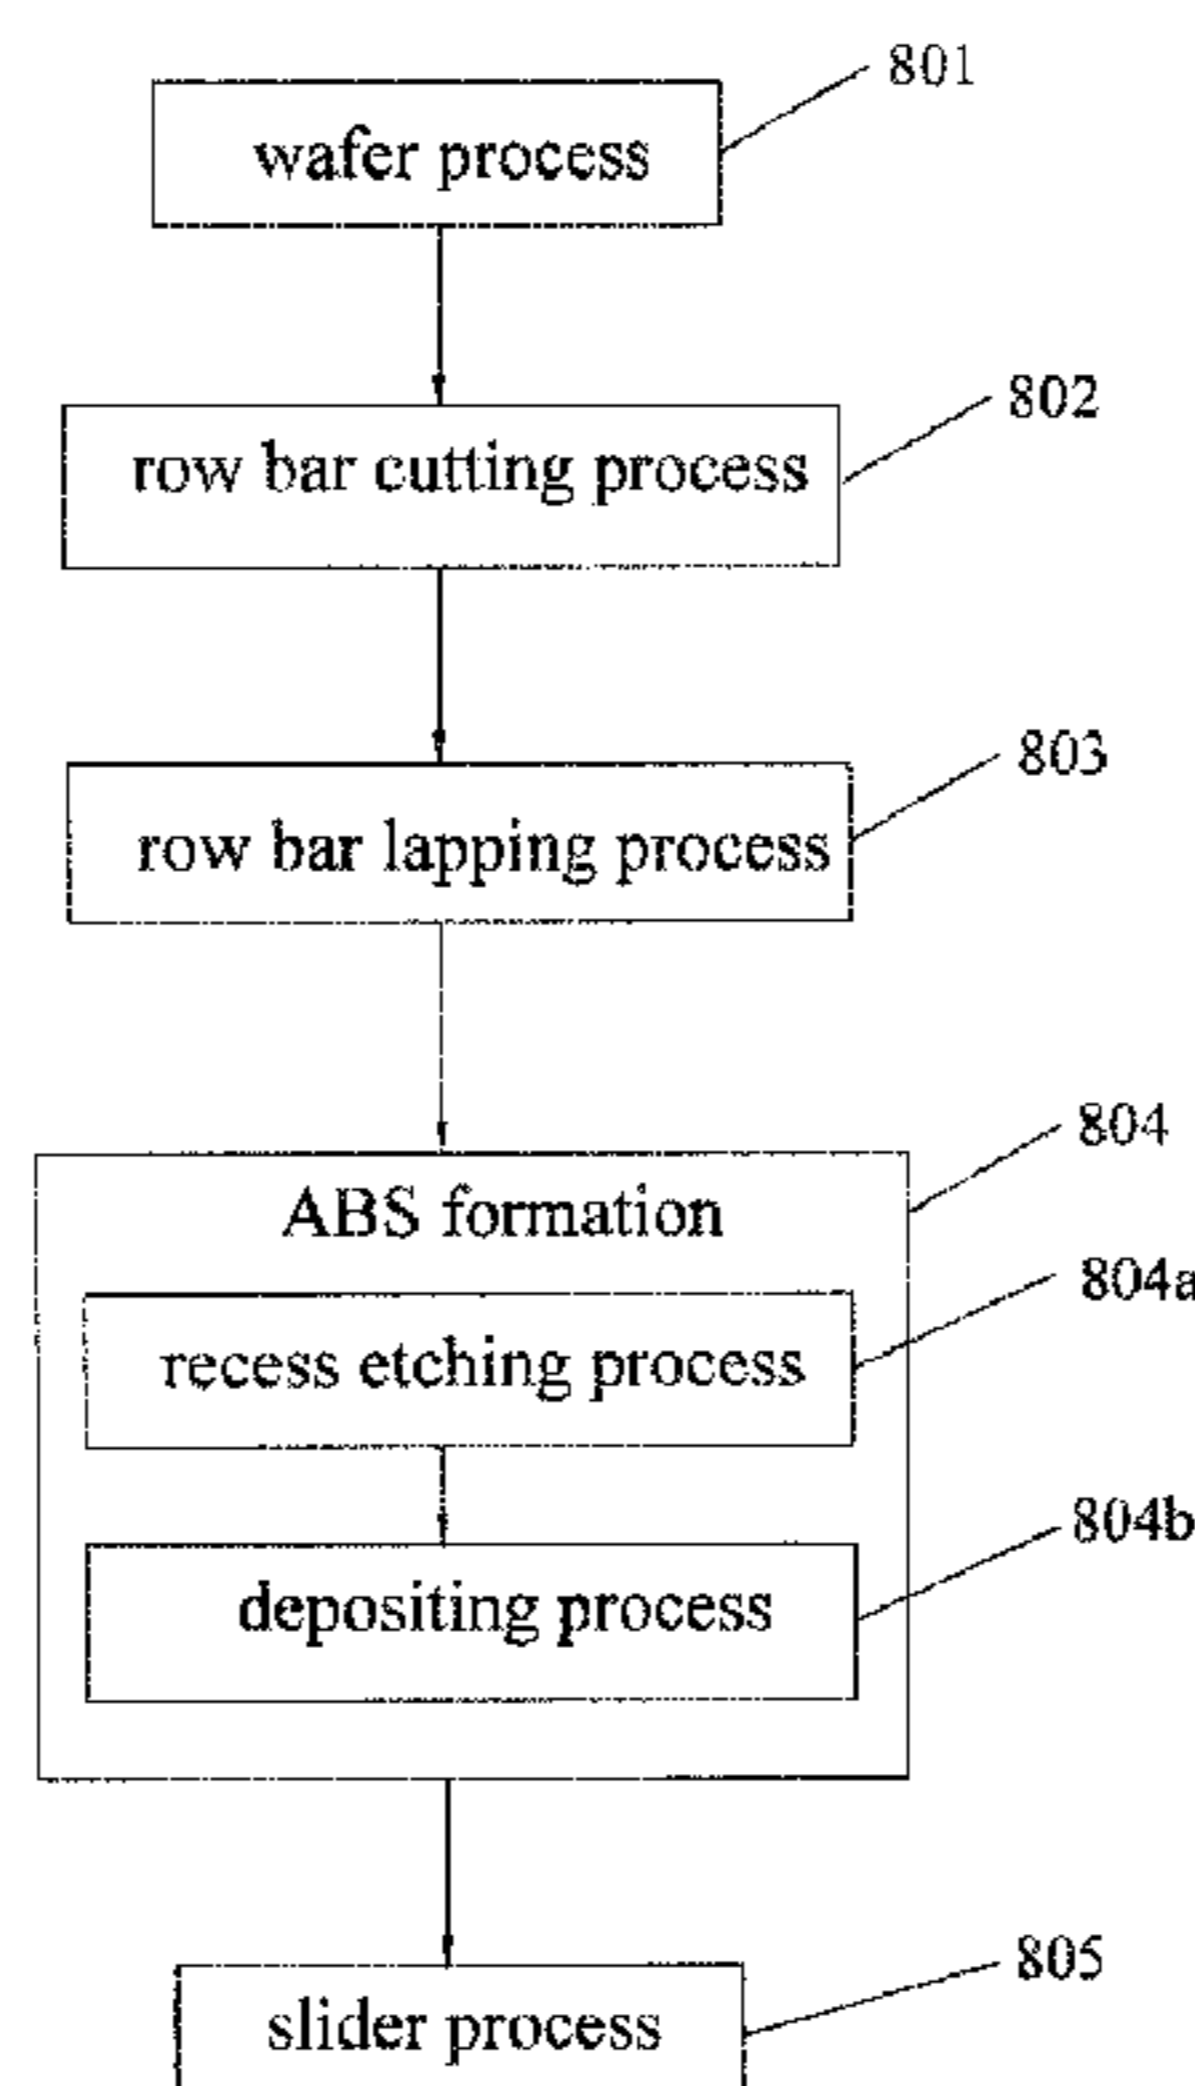 801
wafer process
802
row bar cutting process
803
row bar lapping process
804
ABS formation
804a
recess etching process
804b
depositing process
805
slider process